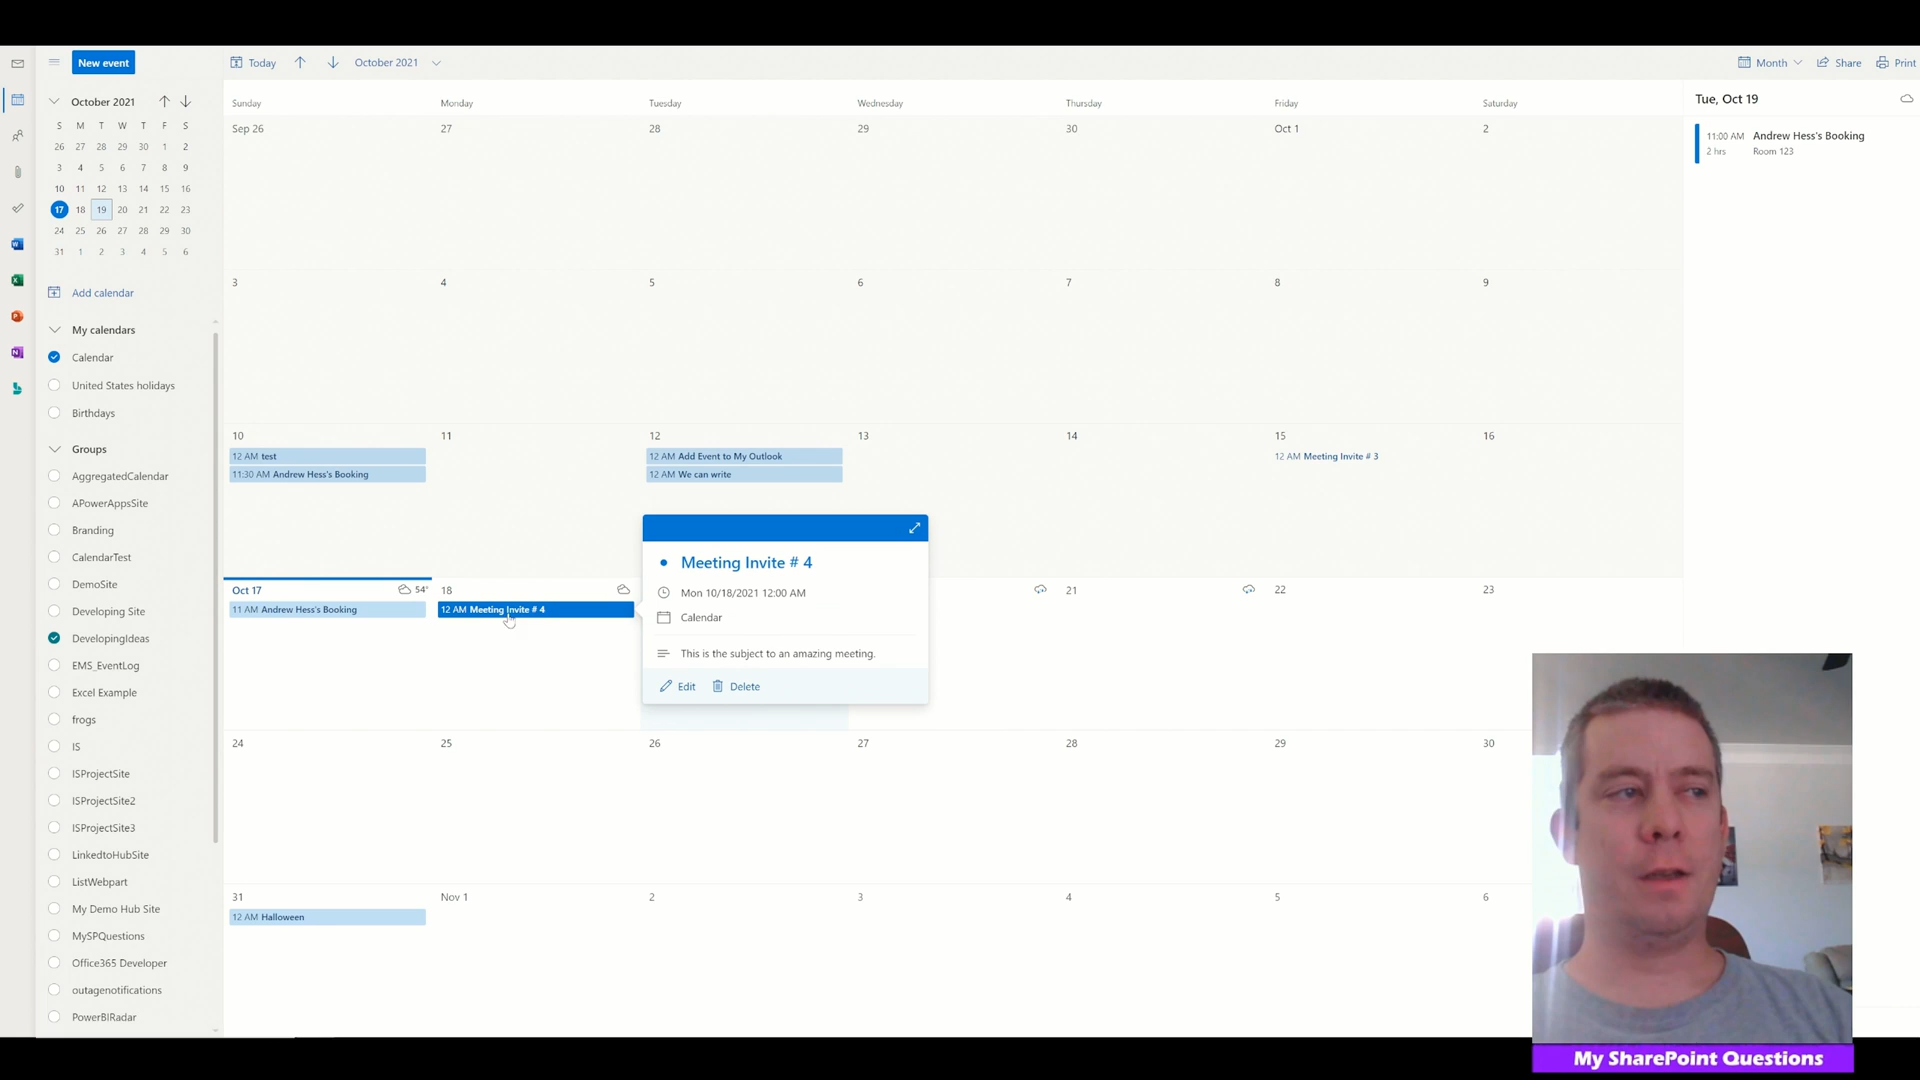 New event
Today
October 2021
Month
Share
Print
October 2021
S M T W T F S
26 27 28 29 30 1 2
3 4 5 6 7 8 9
10 11 12 13 14 15 16
17 18 19 20 21 22 23
24 25 26 27 28 29 30
31 1 2 3 4 5 6
Add calendar
My calendars
Calendar
United States holidays
Birthdays
Groups
AggregatedCalendar
APowerAppsSite
Branding
CalendarTest
DemoSite
Developing Site
DevelopingIdeas
EMS_EventLog
Excel Example
frogs
IS
ISProjectSite
ISProjectSite2
ISProjectSite3
LinkedtoHubSite
ListWebpart
My Demo Hub Site
MySPQuestions
Office365 Developer
outagenotifications
PowerBIRadar
Sunday Monday Tuesday Wednesday Thursday Friday Saturday
Sep 26 27 28 29 30 Oct 1 2
3 4 5 6 7 8 9
10 11 12 13 14 15 16
12 AM test
11:30 AM Andrew Hess's Booking
12 AM Add Event to My Outlook
12 AM We can write
12 AM Meeting Invite # 3
Oct 17 54° 18 21 22 23
11 AM Andrew Hess's Booking
12 AM Meeting Invite # 4
Meeting Invite # 4
Mon 10/18/2021 12:00 AM
Calendar
This is the subject to an amazing meeting.
Edit Delete
24 25 26 27 28 29 30
31 Nov 1 2 3 4 5 6
12 AM Halloween
Tue, Oct 19
11:00 AM Andrew Hess's Booking
2 hrs Room 123
My SharePoint Questions